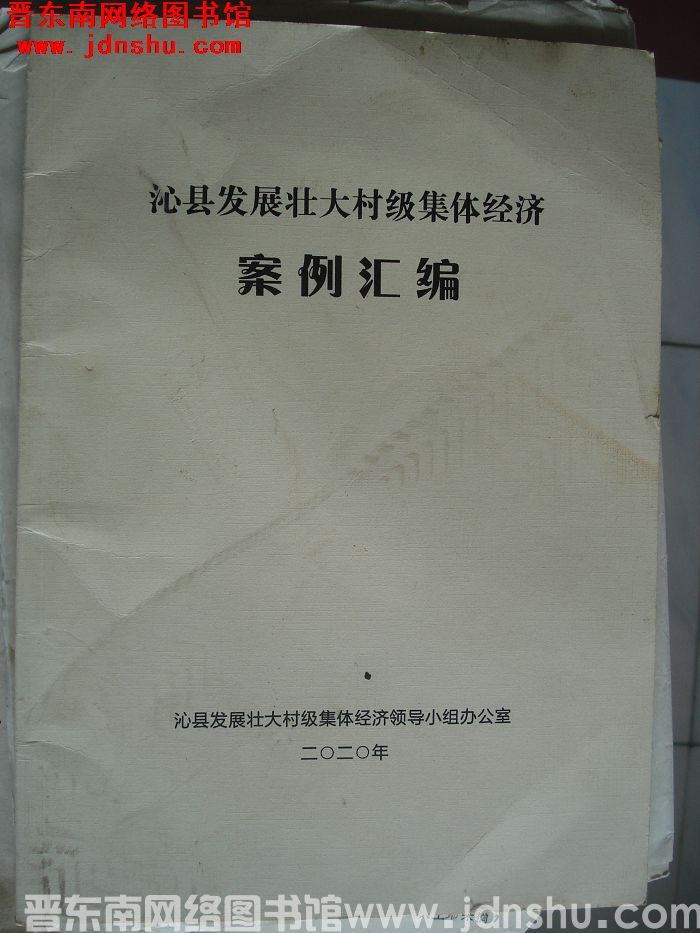 晋东南网络图书馆
www.jdnshu.com
沁县发展壮大村级集体经济
案例汇编
沁县发展壮大村级集体经济领导小组办公室
二〇二〇年
晋东南网络图书馆www.jdnshu.com